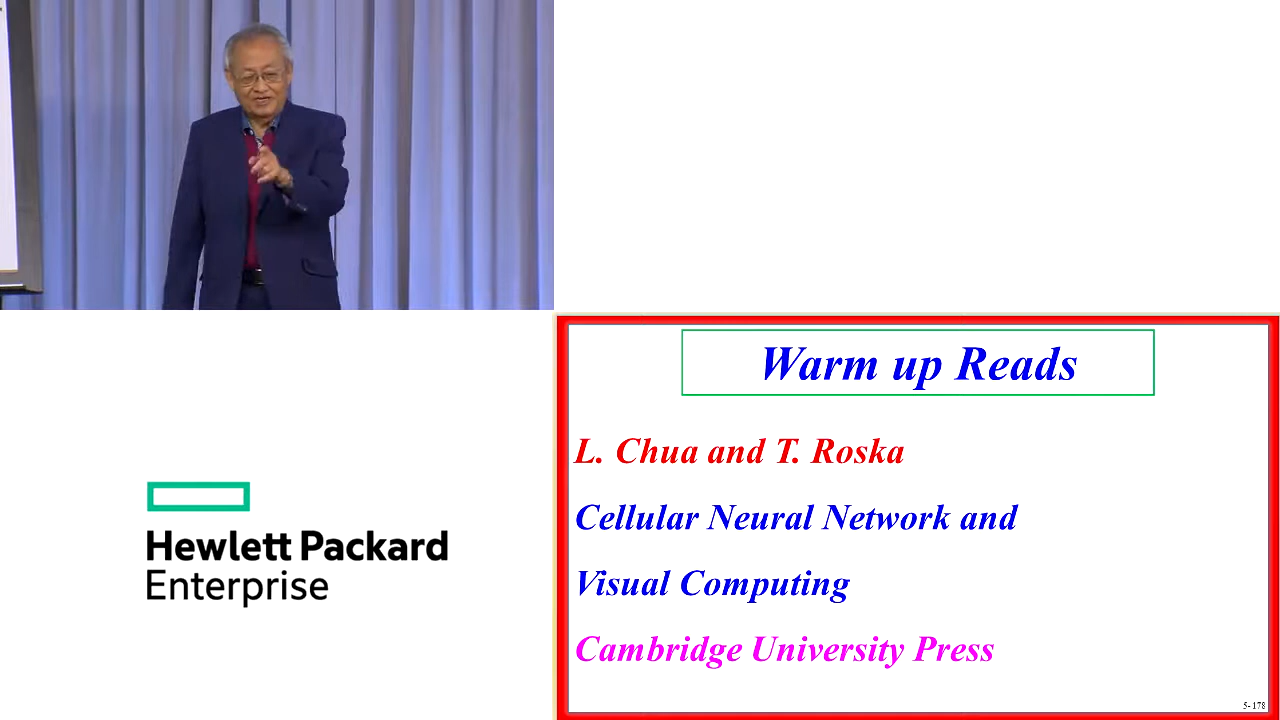 Warm up Reads
L. Chua and T. Roska
Cellular Neural Network and
Visual Computing
Cambridge University Press
5- 178
Hewlett Packard
Enterprise